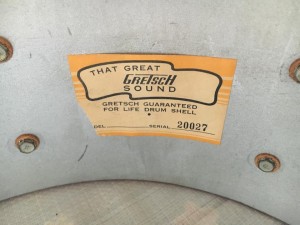 THAT GREAT
GRETSCH
SOUND
GRETSCH GUARANTEED
FOR LIFE DRUM SHELL
SERIAL 20027